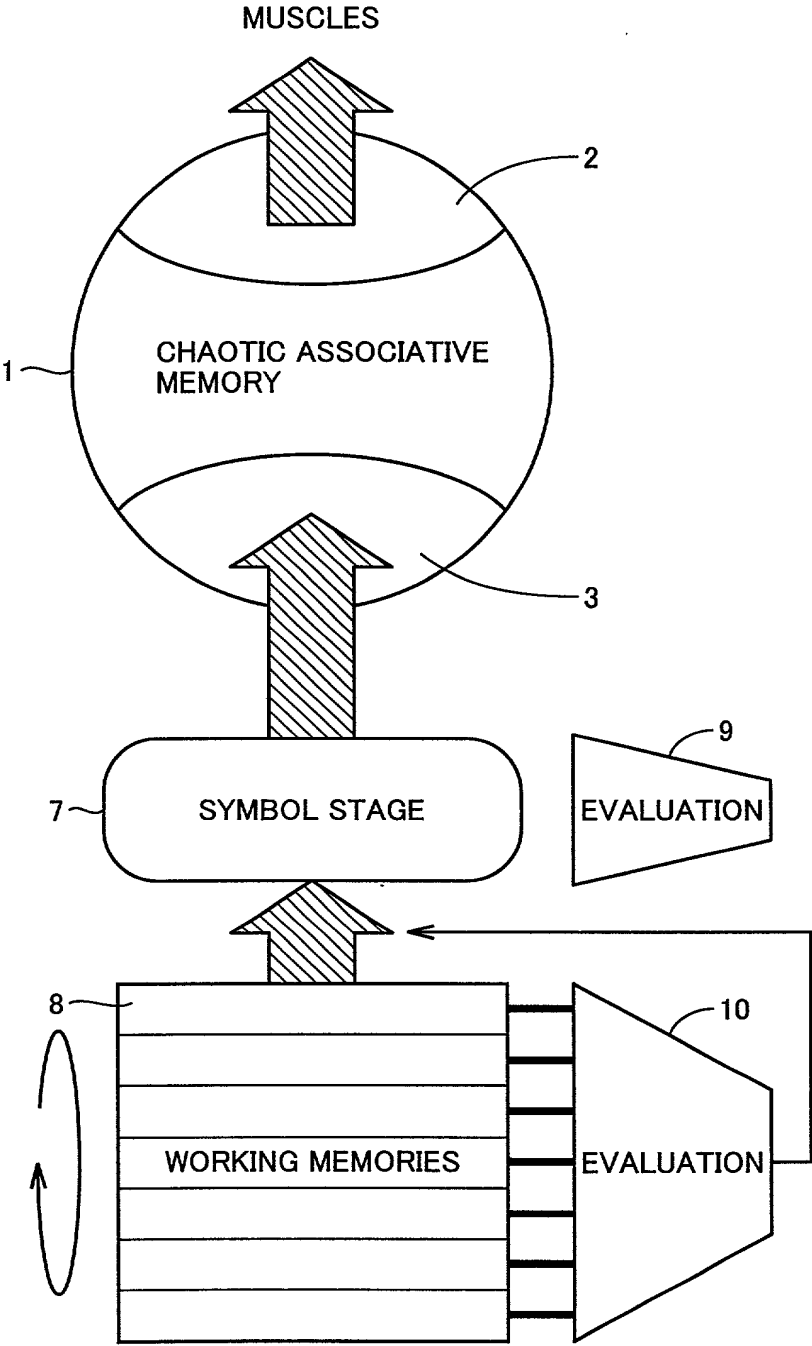 MUSCLES
2
CHAOTIC ASSOCIATIVE
MEMORY
1
3
9
7
SYMBOL STAGE
EVALUATION
8
10
WORKING MEMORIES
EVALUATION